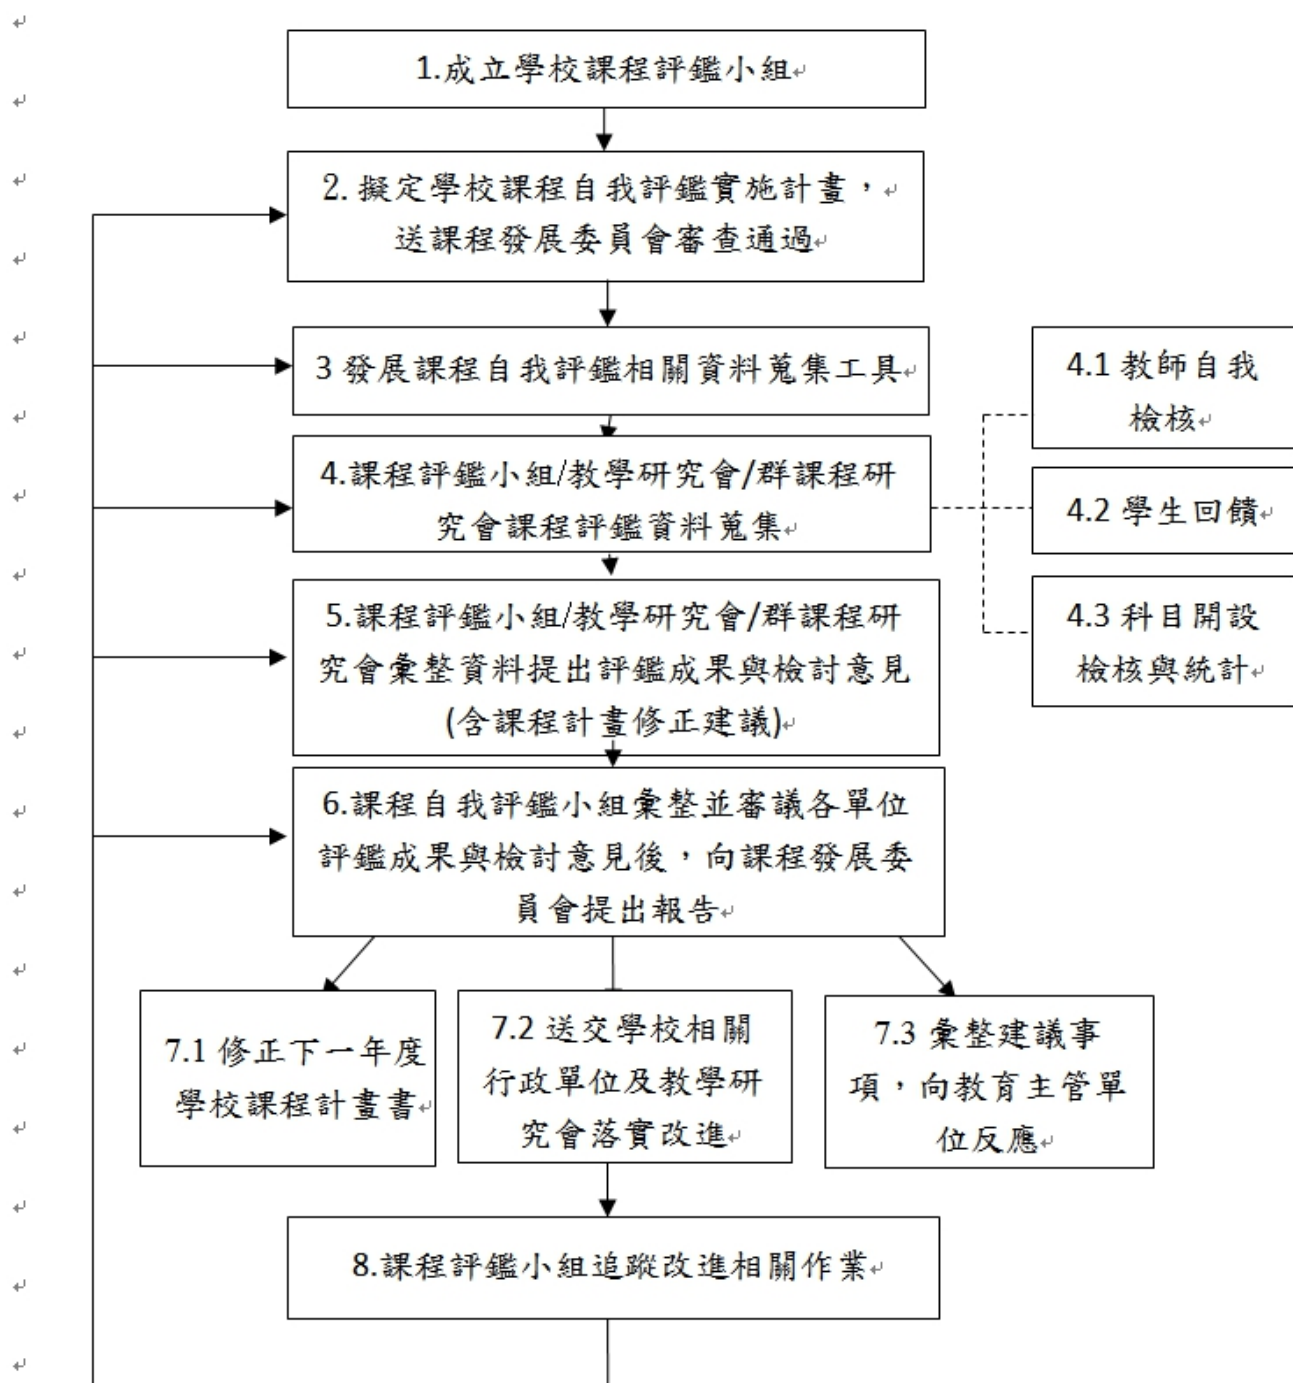 1.成立學校課程評鑑小組
2. 擬定學校課程自我評鑑實施計畫，
送課程發展委員會審查通過
3 發展課程自我評鑑相關資料蒐集工具
4.課程評鑑小組/教學研究會/群課程研
究會課程評鑑資料蒐集
4.1 教師自我
檢核
4.2 學生回饋
4.3 科目開設
檢核與統計
5.課程評鑑小組/教學研究會/群課程研
究會彙整資料提出評鑑成果與檢討意見
(含課程計畫修正建議)
6.課程自我評鑑小組彙整並審議各單位
評鑑成果與檢討意見後，向課程發展委
員會提出報告
7.1 修正下一年度
學校課程計畫書
7.2 送交學校相關
行政單位及教學研
究會落實改進
7.3 彙整建議事
項，向教育主管單
位反應
8.課程評鑑小組追蹤改進相關作業